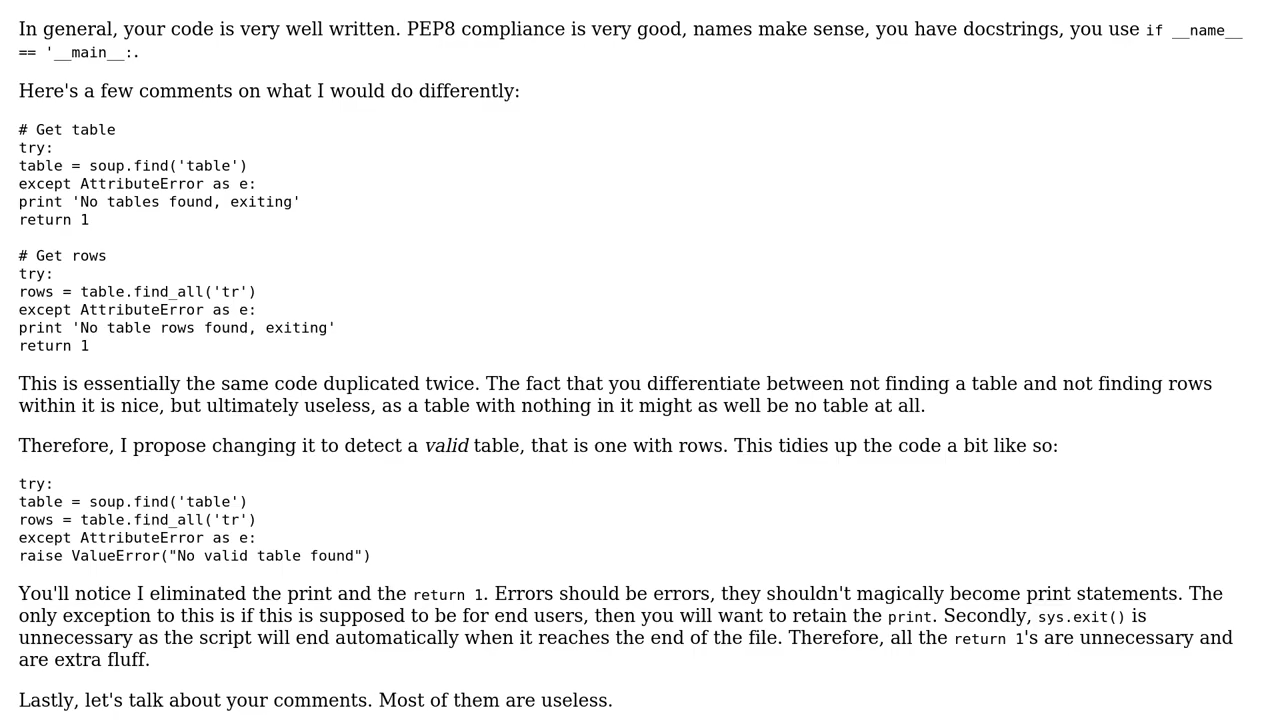 In general, your code is very well written. PEP8 compliance is very good, names make sense, you have docstrings, you use if __name__
== '__main__:.
Here's a few comments on what I would do differently:
# Get table
try:
table = soup.find('table')
except AttributeError as e:
print 'No tables found, exiting'
return 1
# Get rows
try:
rows = table.find_all('tr')
except AttributeError as e:
print 'No table rows found, exiting'
return 1
This is essentially the same code duplicated twice. The fact that you differentiate between not finding a table and not finding rows
within it is nice, but ultimately useless, as a table with nothing in it might as well be no table at all.
Therefore, I propose changing it to detect a valid table, that is one with rows. This tidies up the code a bit like so:
try:
table = soup.find('table')
rows = table.find_all('tr')
except AttributeError as e:
raise ValueError("No valid table found")
You'll notice I eliminated the print and the return 1. Errors should be errors, they shouldn't magically become print statements. The
only exception to this is if this is supposed to be for end users, then you will want to retain the print. Secondly, sys.exit() is
unnecessary as the script will end automatically when it reaches the end of the file. Therefore, all the return 1's are unnecessary and
are extra fluff.
Lastly, let's talk about your comments. Most of them are useless.